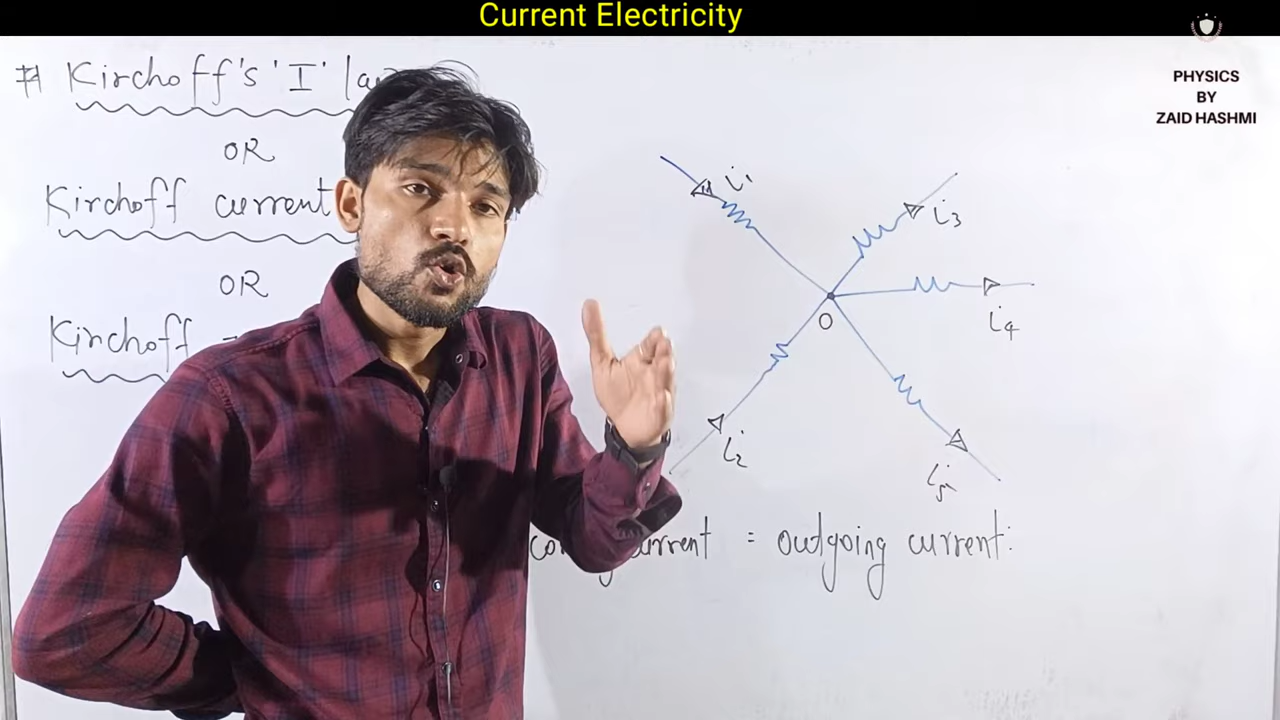 Current Electricity
PHYSICS
BY
ZAID HASHMI
# Kirchoff's 'I'
OR
Kirchoff current
OR
Kirchoff
i1
i2
i3
i4
i5
O
current = outgoing current.